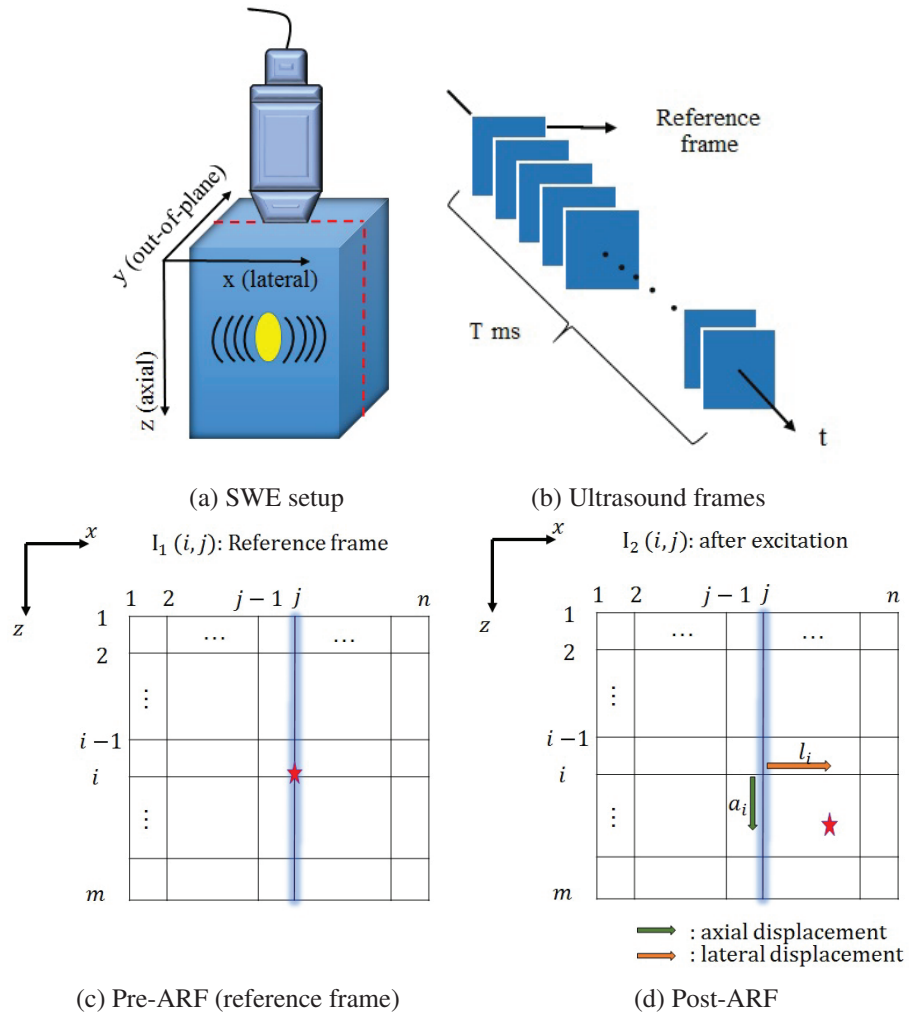 y (out-of-plane)
x (lateral)
z (axial)
(a) SWE setup
Reference
frame
T ms
t
(b) Ultrasound frames
x
z
I₁ (i,j): Reference frame
1 2 j − 1 j n
1
... ...
2
⋮
i − 1
i
⋮
m
(c) Pre-ARF (reference frame)
x
z
I₂ (i,j): after excitation
1 2 j − 1 j n
1
... ...
2
⋮
i − 1
lᵢ
i
aᵢ
⋮
m
: axial displacement
: lateral displacement
(d) Post-ARF